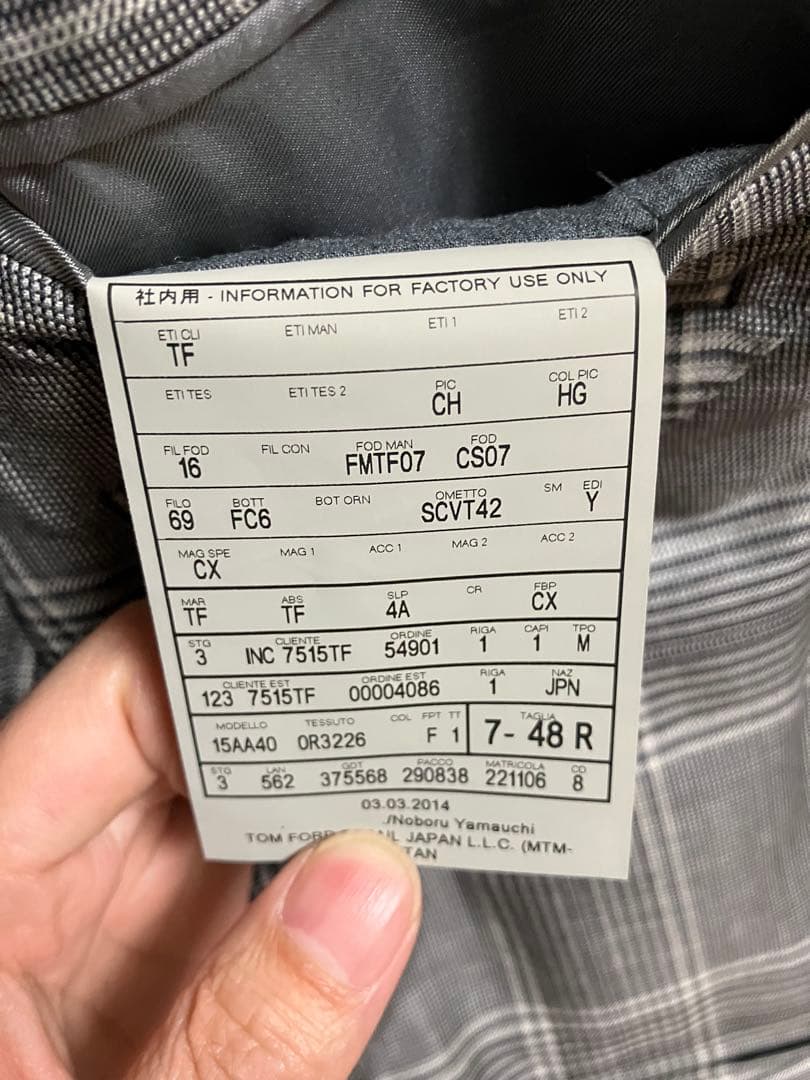 社内用 - INFORMATION FOR FACTORY USE ONLY
ETI CLI ETI MAN ETI 1 ETI 2
TF
ETI TES ETI TES 2 PIC COL PIC
CH HG
FIL FOD FIL CON FOD MAN FOD
16 FMTF07 CS07
FILO BOTT BOT ORN OMETTO SM EDI
69 FC6 SCVT42 Y
MAG SPE MAG 1 ACC 1 MAG 2 ACC 2
CX
MAR ABS SLP CR FBP
TF TF 4A CX
STG CLIENTE ORDINE RIGA CAPI TPO
3 INC 7515TF 54901 1 1 M
CLIENTE EST ORDINE EST RIGA NAZ
123 7515TF 00004086 1 JPN
MODELLO TESSUTO COL FPT TT TAGLIA
15AA40 0R3226 F 1 7- 48 R
STG LAN GDT PACCO MATRICOLA CD
3 562 375568 290838 221106 8
03.03.2014
./Noboru Yamauchi
TOM JAPAN L.L.C. (MTM-